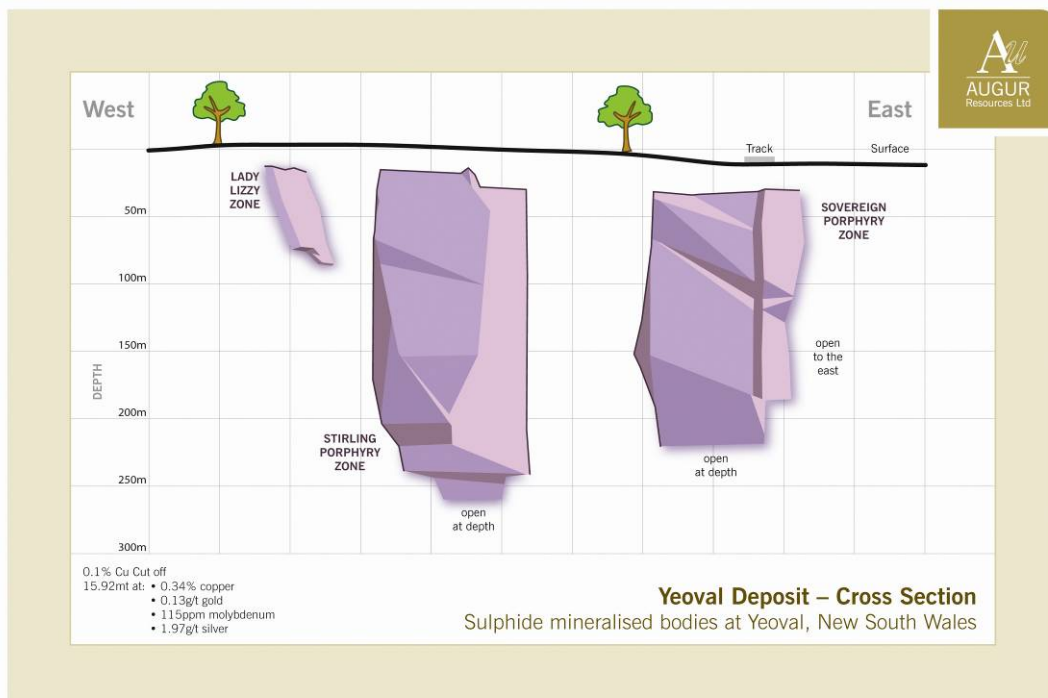 Au
AUGUR
Resources Ltd
West
East
Track
Surface
LADY
LIZZY
ZONE
SOVEREIGN
PORPHYRY
ZONE
50m
100m
150m
200m
250m
300m
DEPTH
open
to the
east
STIRLING
PORPHYRY
ZONE
open
at depth
open
at depth
0.1% Cu Cut off
15.92mt at: • 0.34% copper
• 0.13g/t gold
• 115ppm molybdenum
• 1.97g/t silver
Yeoval Deposit – Cross Section
Sulphide mineralised bodies at Yeoval, New South Wales